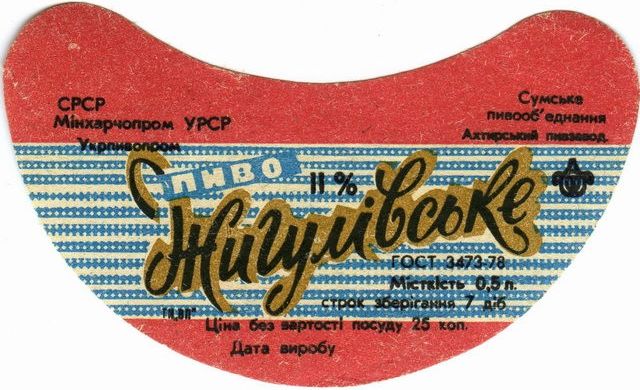 СРСР
Мінхарчопром УРСР
Укрпивопром
Сумське
пивооб'єднання
Ахтирський пивзавод
ПИВО
11%
Жигулівське
ГОСТ 3473-78
Місткість 0,5 л.
строк зберігання 7 діб
Ціна без вартості посуду 25 коп.
Дата виробу